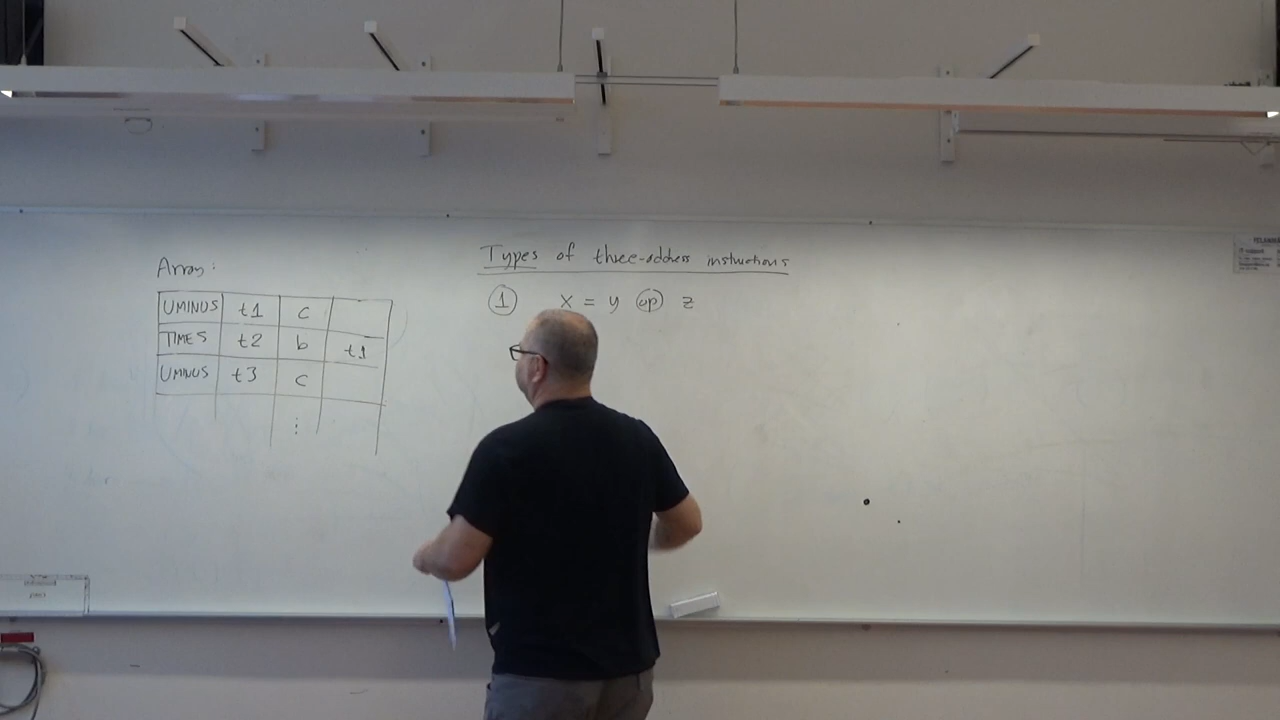 Array:
UMINUS t1 c
TIMES t2 b t1
UMINUS t3 c
⋮
Types of three-address instructions
1 x = y op z